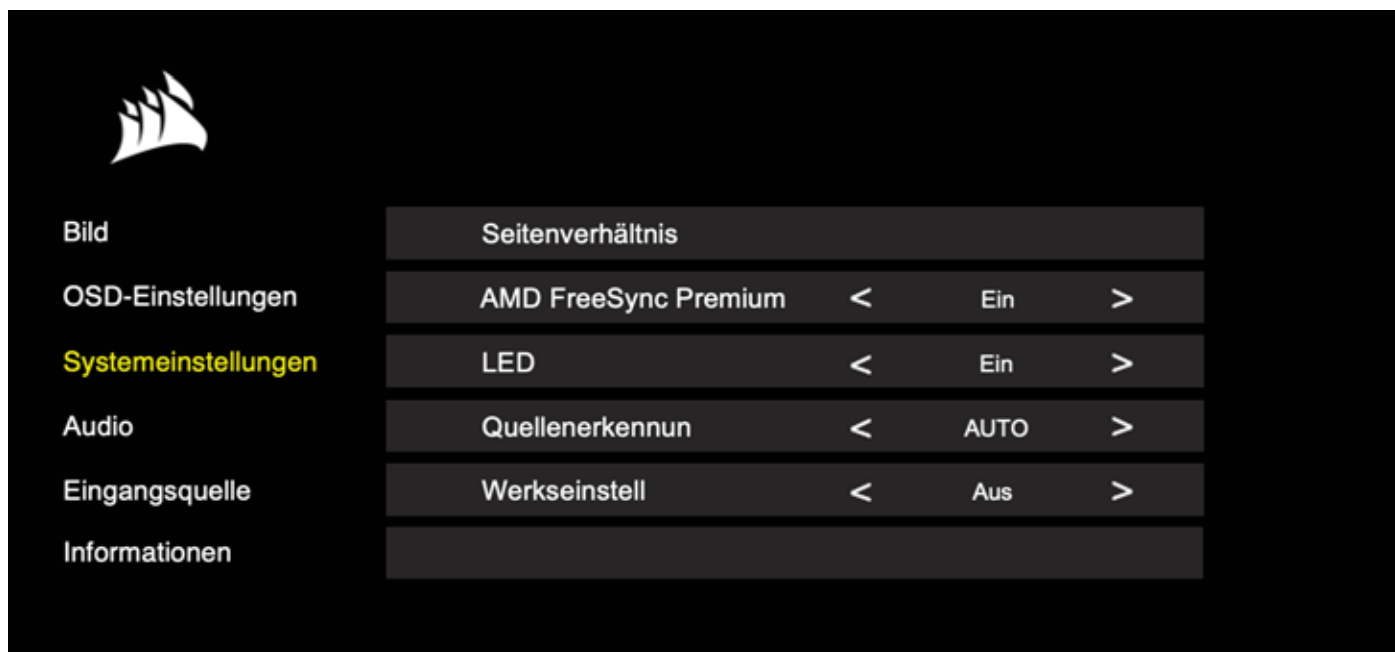 Bild Seitenverhältnis
OSD-Einstellungen AMD FreeSync Premium < Ein >
Systemeinstellungen LED < Ein >
Audio Quellenerkennun < AUTO >
Eingangsquelle Werkseinstell < Aus >
Informationen